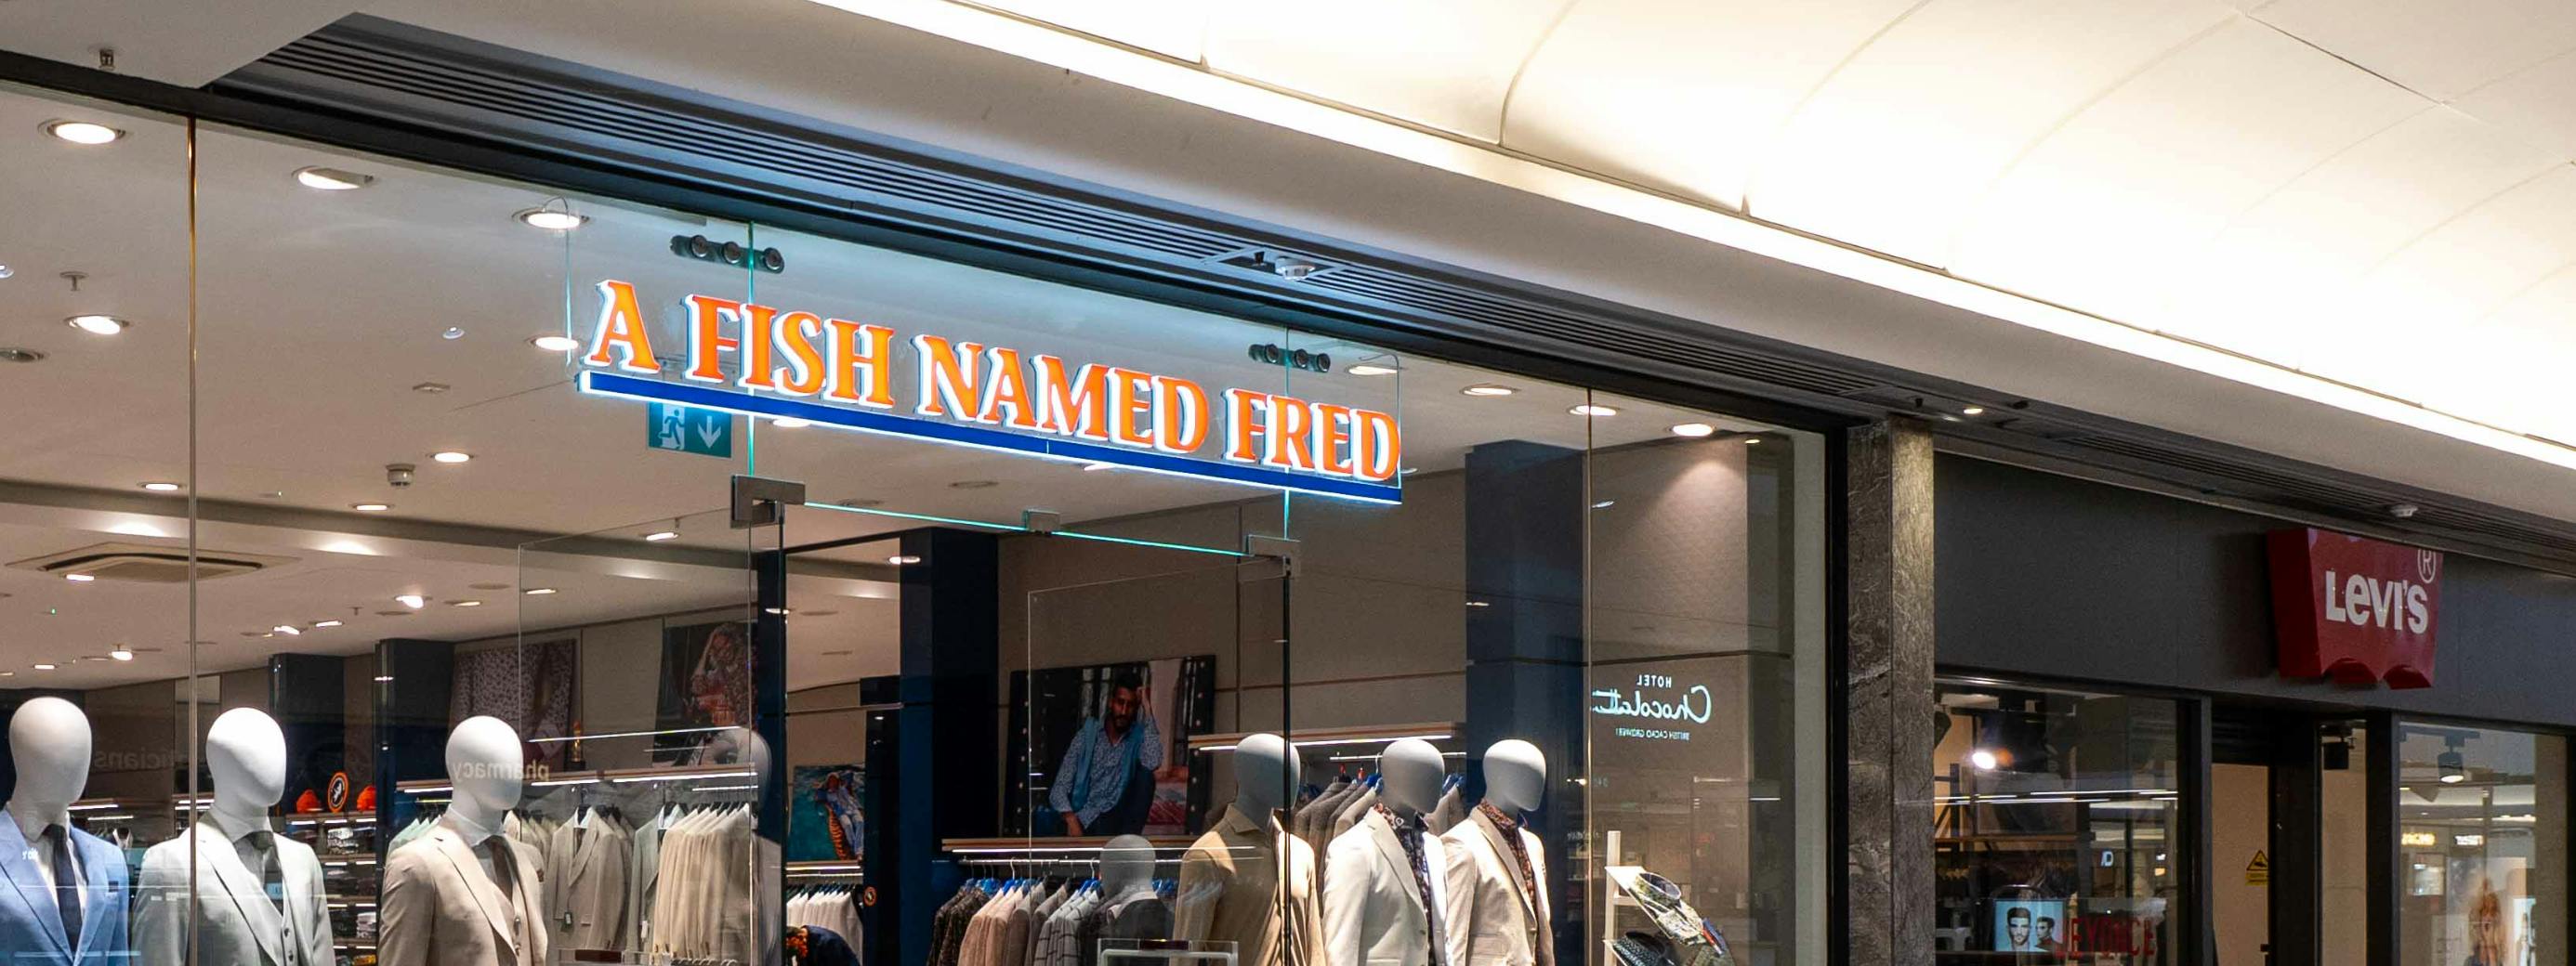 A FISH NAMED FRED
LEVI'S
®
HOTEL
Chocolat
BRITISH CACAO GROWER
pharmacy